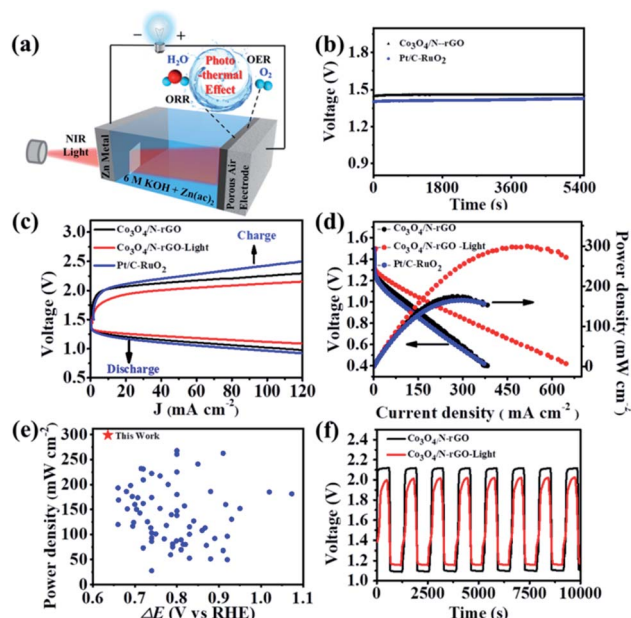 (a)
− +
H2O
Photo
-thermal
Effect
OER
O2
ORR
NIR
Light
Zn Metal
6 M KOH + Zn(ac)2
Porous Air
Electrode
(b)
Voltage (V)
1.8
1.5
1.2
0.9
Co3O4/N--rGO
Pt/C-RuO2
0 1800 3600 5400
Time (s)
(c)
Voltage (V)
3.0
2.5
2.0
1.5
1.0
0.5
Co3O4/N-rGO
Co3O4/N-rGO-Light
Pt/C-RuO2
Charge
Discharge
0 20 40 60 80 100 120
J (mA cm-2)
(d)
Voltage (V)
1.6
1.4
1.2
1.0
0.8
0.6
0.4
Co3O4/N-rGO
Co3O4/N-rGO -Light
Pt/C-RuO2
300
200
100
0
Power density (mW cm-2)
0 150 300 450 600
Current density ( mA cm-2)
(e)
Power density (mW cm-2)
400
350
300
250
200
150
100
50
0
This Work
0.6 0.7 0.8 0.9 1.0 1.1
ΔE (V vs RHE)
(f)
Voltage (V)
2.4
2.2
2.0
1.8
1.6
1.4
1.2
1.0
Co3O4/N-rGO
Co3O4/N-rGO-Light
0 2500 5000 7500 10000
Time (s)